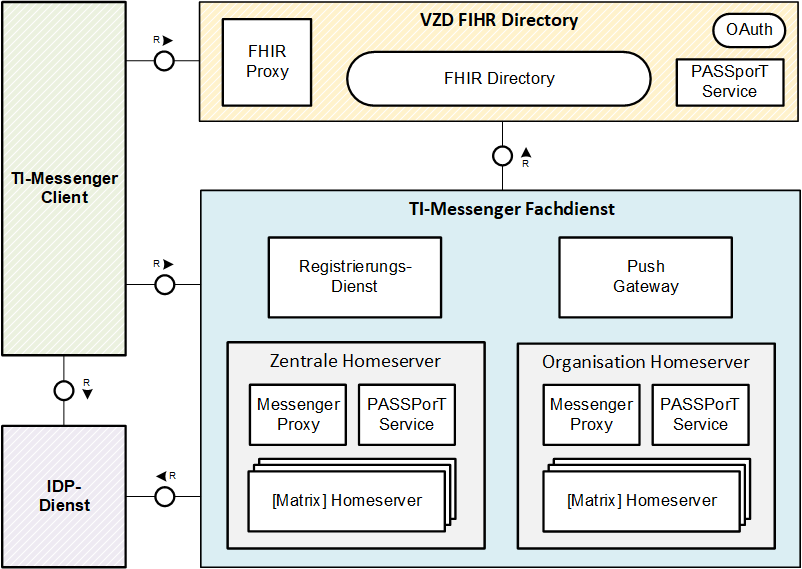 VZD FIHR Directory
OAuth
FHIR
Proxy
FHIR Directory
PASSporT
Service
R
TI-Messenger
Client
R
TI-Messenger Fachdienst
R
Registrierungs-
Dienst
Push
Gateway
Zentrale Homeserver
Organisation Homeserver
Messenger
Proxy
PASSPorT
Service
Messenger
Proxy
PASSPorT
Service
R
[Matrix] Homeserver
[Matrix] Homeserver
IDP-
Dienst
R